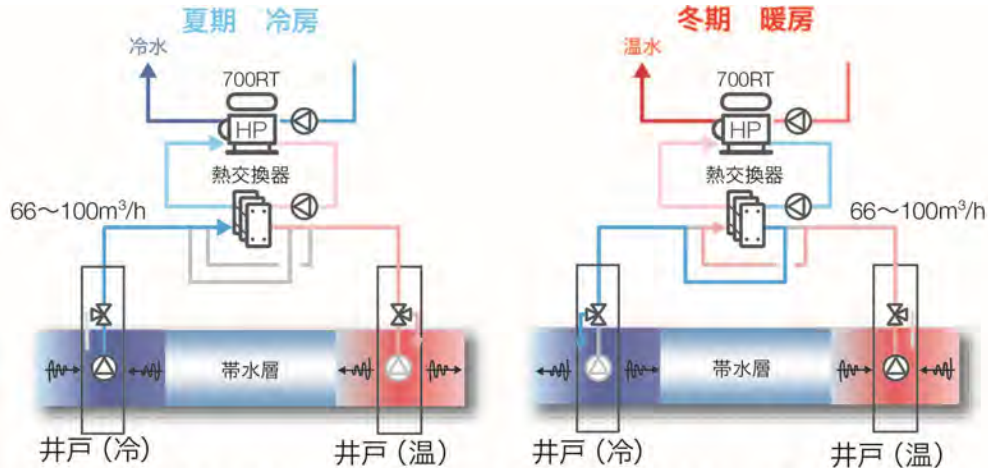 夏期 冷房
冷水
700RT
HP
熱交換器
66～100m³/h
帯水層
井戸（冷）
井戸（温）
冬期 暖房
温水
700RT
HP
熱交換器
66～100m³/h
帯水層
井戸（冷）
井戸（温）